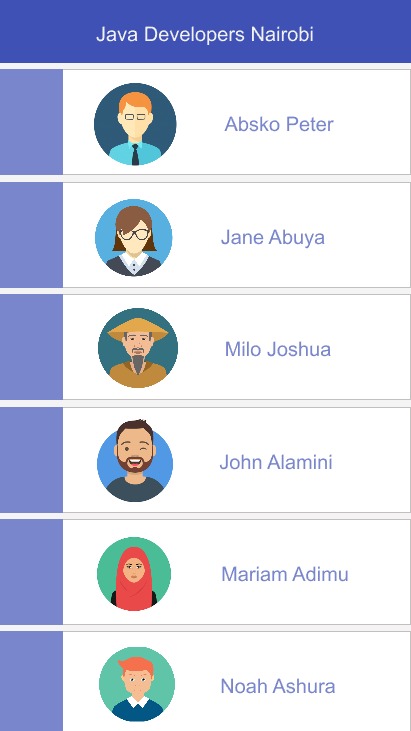 Java Developers Nairobi
Absko Peter
Jane Abuya
Milo Joshua
John Alamini
Mariam Adimu
Noah Ashura